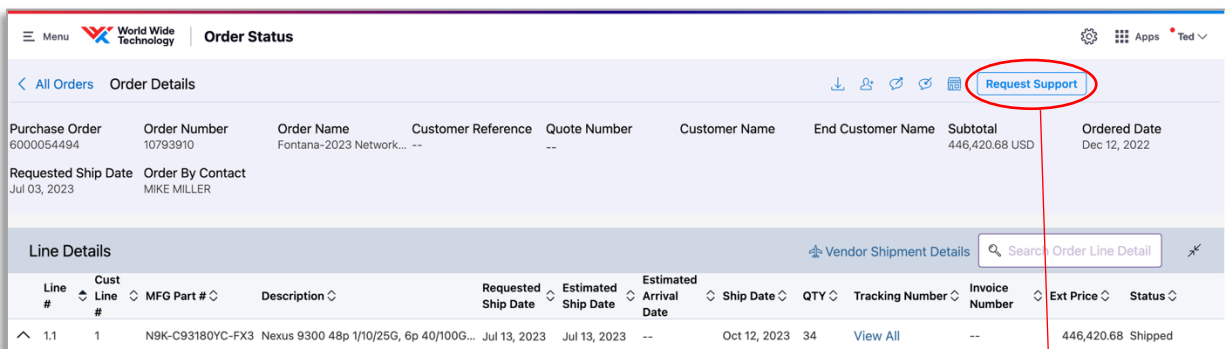 Menu World Wide Technology Order Status Apps Ted
All Orders Order Details Request Support
Purchase Order Order Number Order Name Customer Reference Quote Number Customer Name End Customer Name Subtotal Ordered Date
6000054494 10793910 Fontana-2023 Network... -- -- 446,420.68 USD Dec 12, 2022
Requested Ship Date Order By Contact
Jul 03, 2023 MIKE MILLER
Line Details Vendor Shipment Details Search Order Line Detail
Line # Cust Line # MFG Part # Description Requested Ship Date Estimated Ship Date Estimated Arrival Date Ship Date QTY Tracking Number Invoice Number Ext Price Status
1.1 1 N9K-C93180YC-FX3 Nexus 9300 48p 1/10/25G, 6p 40/100G... Jul 13, 2023 Jul 13, 2023 -- Oct 12, 2023 34 View All -- 446,420.68 Shipped